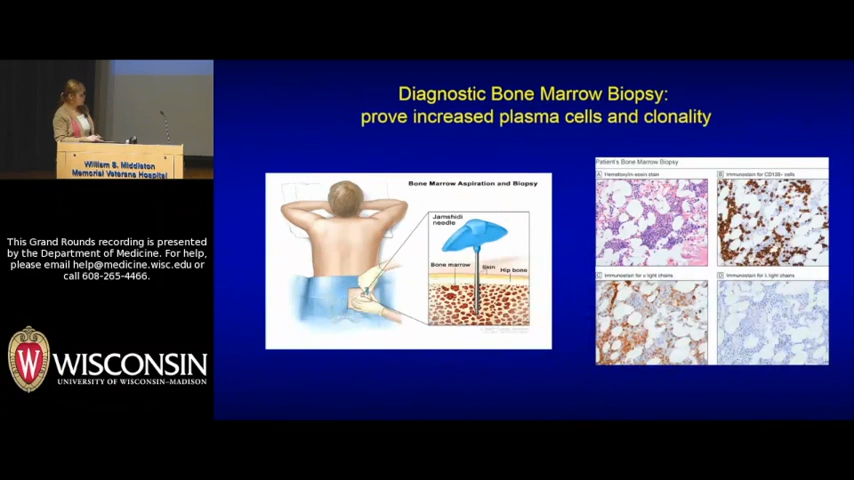 Diagnostic Bone Marrow Biopsy:
prove increased plasma cells and clonality
William S. Middleton
Memorial Veterans Hospital
Bone Marrow Aspiration and Biopsy
Jamshidi
needle
Bone marrow
Skin
Hip bone
Patient's Bone Marrow Biopsy
A Hematoxylin-eosin stain
B Immunostain for CD138+ cells
C Immunostain for κ light chains
D Immunostain for λ light chains
This Grand Rounds recording is presented
by the Department of Medicine. For help,
please email help@medicine.wisc.edu or
call 608-265-4466.
W
WISCONSIN
UNIVERSITY OF WISCONSIN–MADISON